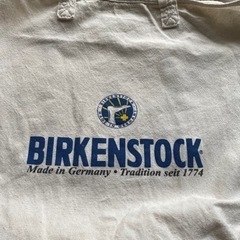 BIRKENSTOCK®
Made in Germany • Tradition seit 1774